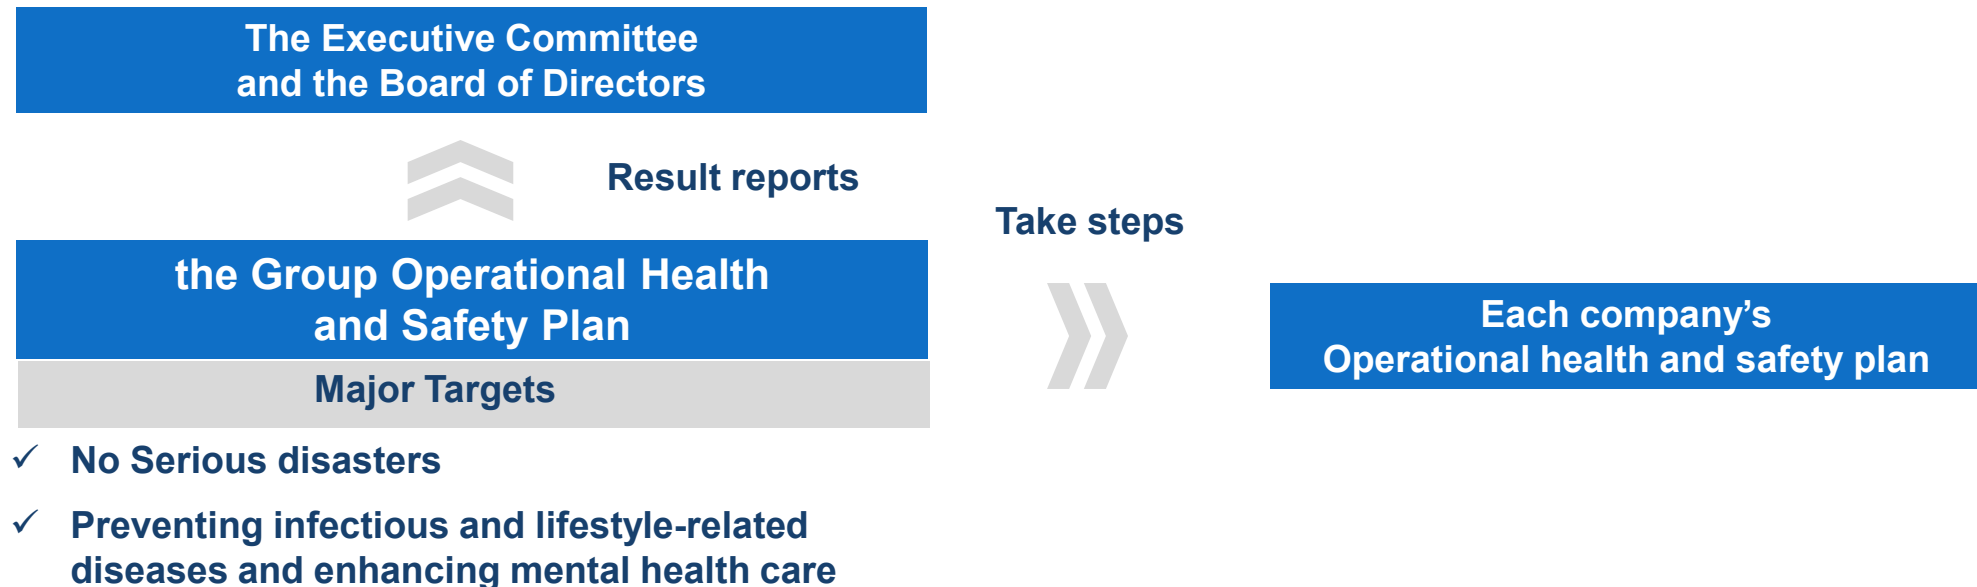 The Executive Committee
and the Board of Directors
Result reports
Take steps
the Group Operational Health
and Safety Plan
Each company’s
Operational health and safety plan
Major Targets
✓ No Serious disasters
✓ Preventing infectious and lifestyle-related
diseases and enhancing mental health care